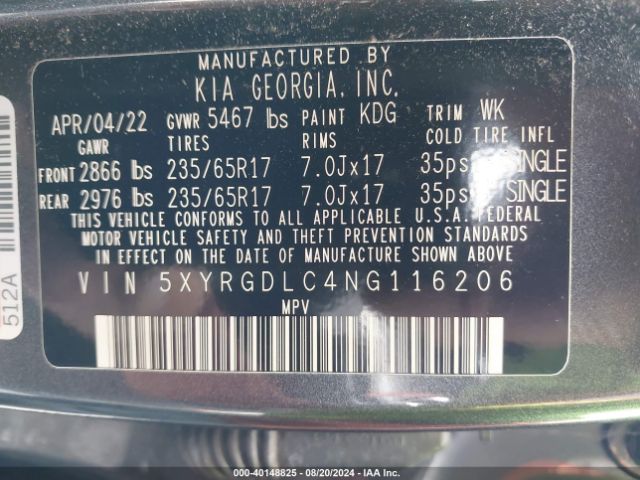 MANUFACTURED BY
KIA GEORGIA, INC.
APR/04/22 GVWR 5467 lbs PAINT KDG TRIM WK
GAWR TIRES RIMS COLD TIRE INFL
FRONT 2866 lbs 235/65R17 7.0Jx17 35ps SINGLE
REAR 2976 lbs 235/65R17 7.0Jx17 35ps SINGLE
THIS VEHICLE CONFORMS TO ALL APPLICABLE U.S.A. FEDERAL
MOTOR VEHICLE SAFETY AND THEFT PREVENTION STANDARDS
IN EFFECT ON THE DATE OF MANUFACTURE SHOWN ABOVE
VIN 5XYRGDLC4NG116206
MPV
512A
000-40148825 - 08/20/2024 - IAA Inc.